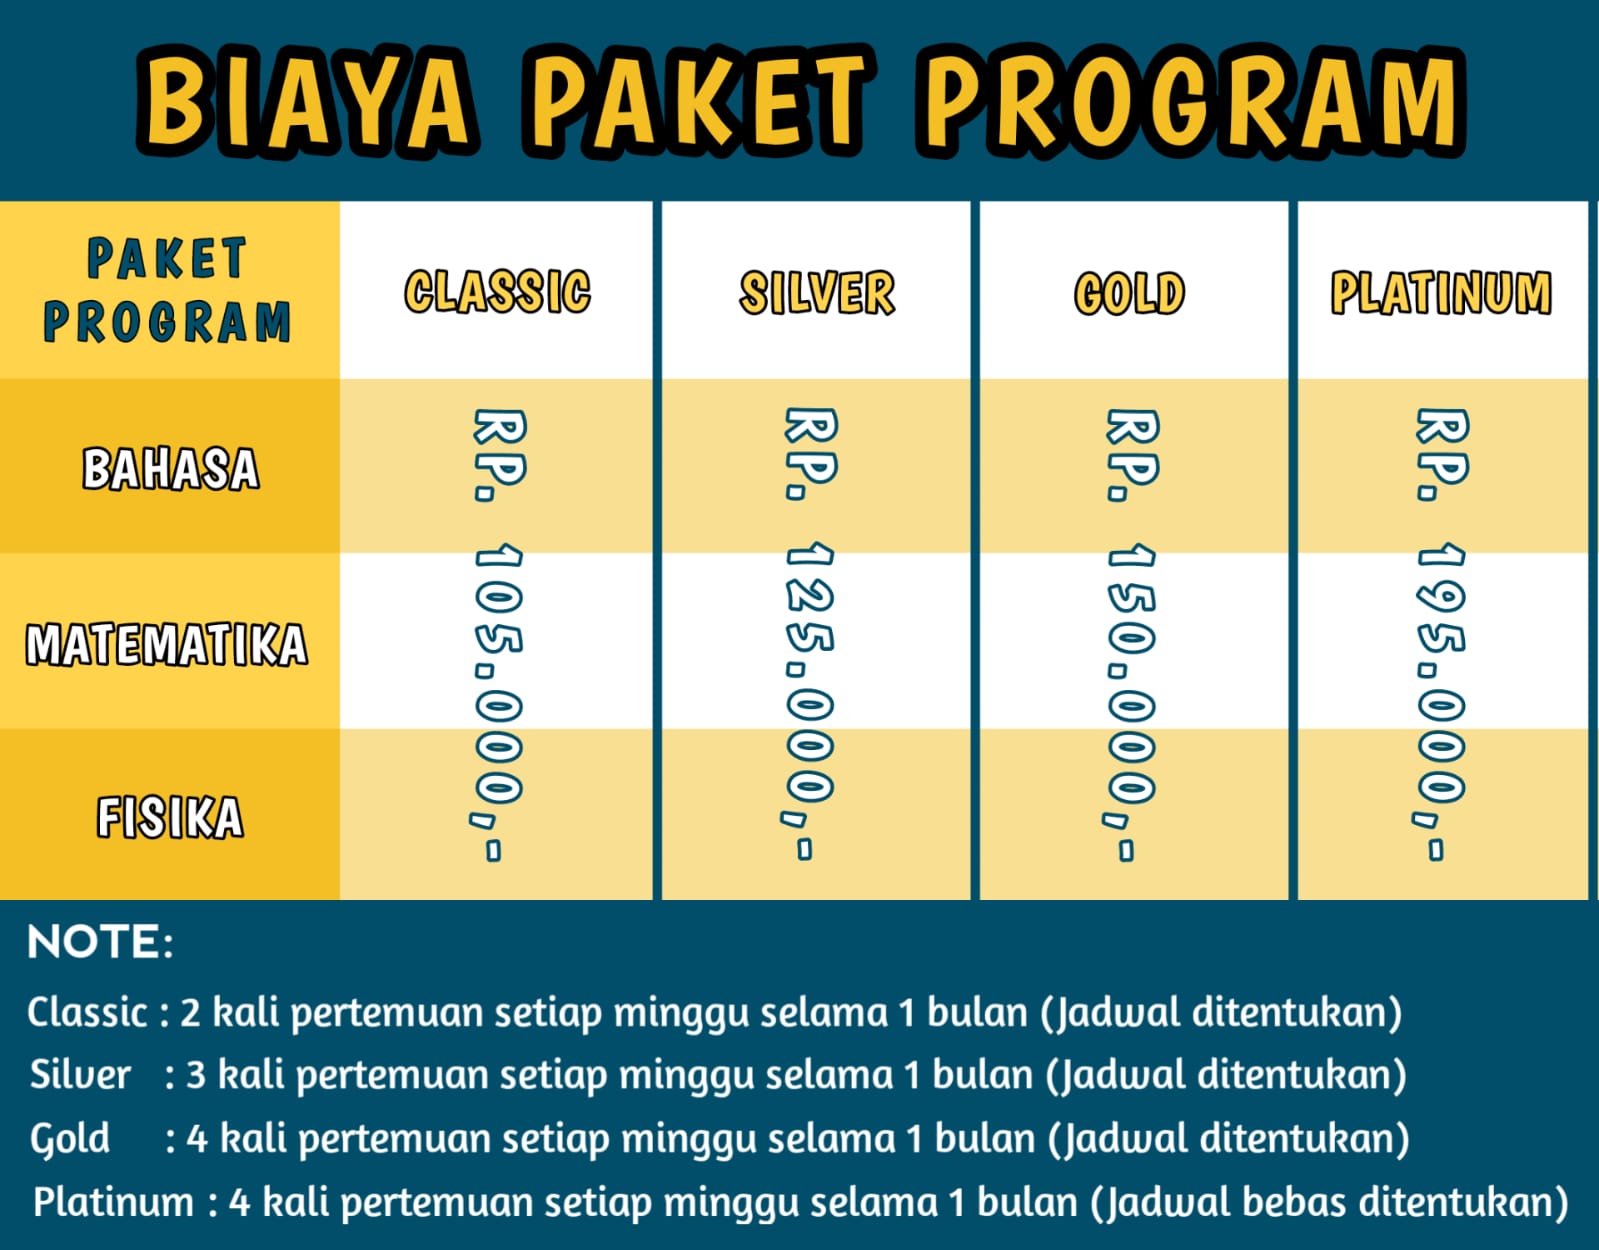 BIAYA PAKET PROGRAM
PAKET
PROGRAM
CLASSIC
SILVER
GOLD
PLATINUM
BAHASA
MATEMATIKA
FISIKA
RP. 105.000,-
RP. 125.000,-
RP. 150.000,-
RP. 195.000,-
NOTE:
Classic : 2 kali pertemuan setiap minggu selama 1 bulan (Jadwal ditentukan)
Silver : 3 kali pertemuan setiap minggu selama 1 bulan (Jadwal ditentukan)
Gold : 4 kali pertemuan setiap minggu selama 1 bulan (Jadwal ditentukan)
Platinum : 4 kali pertemuan setiap minggu selama 1 bulan (Jadwal bebas ditentukan)